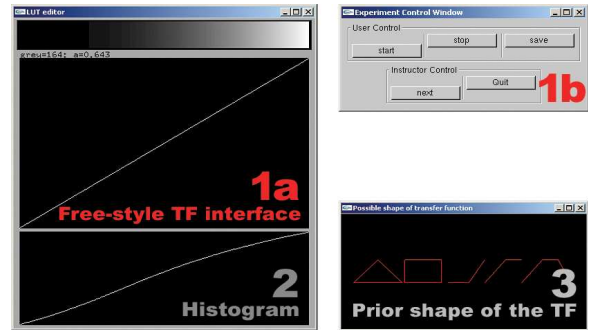 LUT editor
grey=164: a=0.643
1a
Free-style TF interface
2
Histogram
Experiment Control Window
User Control
start
stop
save
Instructor Control
next
Quit
1b
Possible shape of transfer function
3
Prior shape of the TF